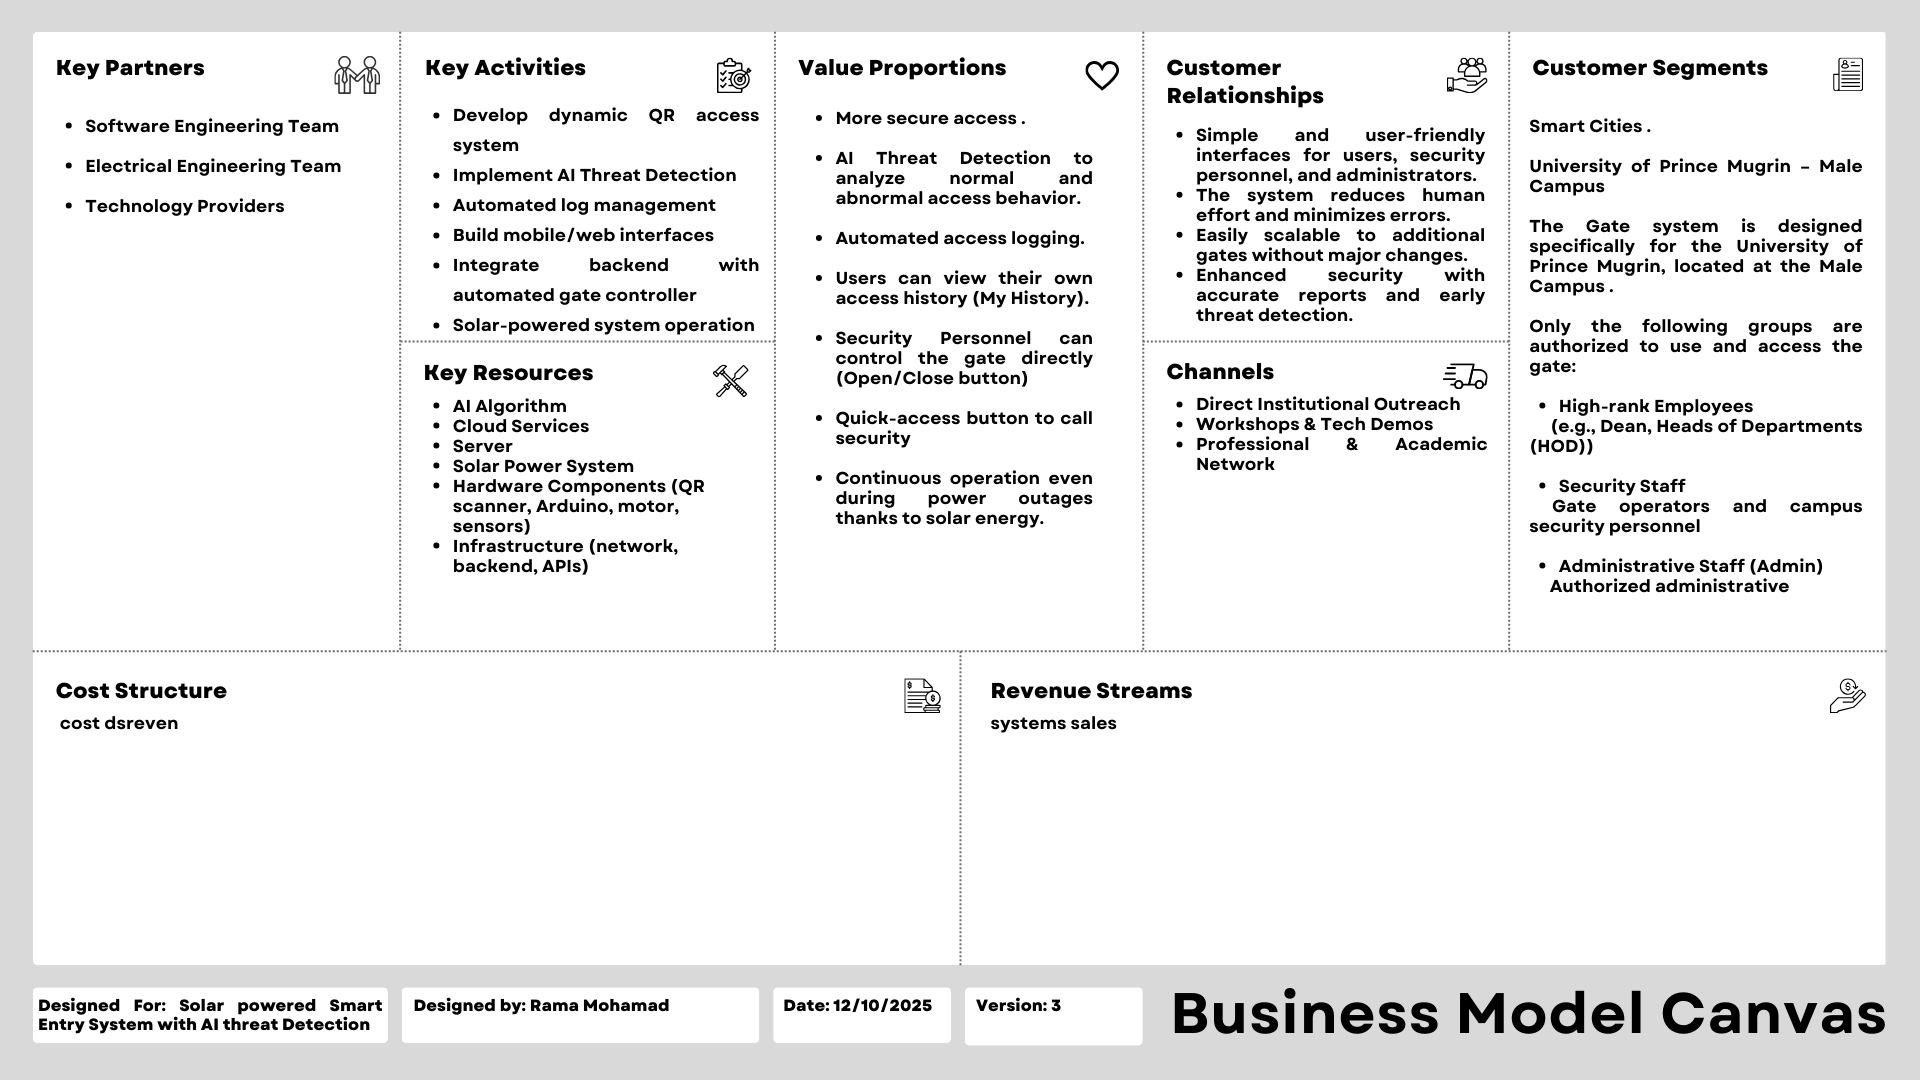 Key Partners
Software Engineering Team
Electrical Engineering Team
Technology Providers
Key Activities
Develop dynamic QR access
system
Implement AI Threat Detection
Automated log management
Build mobile/web interfaces
Integrate backend with
automated gate controller
Solar-powered system operation
Key Resources
AI Algorithm
Cloud Services
Server
Solar Power System
Hardware Components (QR
scanner, Arduino, motor,
sensors)
Infrastructure (network,
backend, APIs)
Value Proportions
More secure access .
AI Threat Detection to
analyze normal and
abnormal access behavior.
Automated access logging.
Users can view their own
access history (My History).
Security Personnel can
control the gate directly
(Open/Close button)
Quick-access button to call
security
Continuous operation even
during power outages
thanks to solar energy.
Customer
Relationships
Simple and user-friendly
interfaces for users, security
personnel, and administrators.
The system reduces human
effort and minimizes errors.
Easily scalable to additional
gates without major changes.
Enhanced security with
accurate reports and early
threat detection.
Channels
Direct Institutional Outreach
Workshops & Tech Demos
Professional & Academic
Network
Customer Segments
Smart Cities .
University of Prince Mugrin – Male
Campus
The Gate system is designed
specifically for the University of
Prince Mugrin, located at the Male
Campus .
Only the following groups are
authorized to use and access the
gate:
High-rank Employees
(e.g., Dean, Heads of Departments
(HOD))
Security Staff
Gate operators and campus
security personnel
Administrative Staff (Admin)
Authorized administrative
Cost Structure
cost dsreven
Revenue Streams
systems sales
Designed For: Solar powered Smart
Entry System with AI threat Detection
Designed by: Rama Mohamad
Date: 12/10/2025
Version: 3
Business Model Canvas